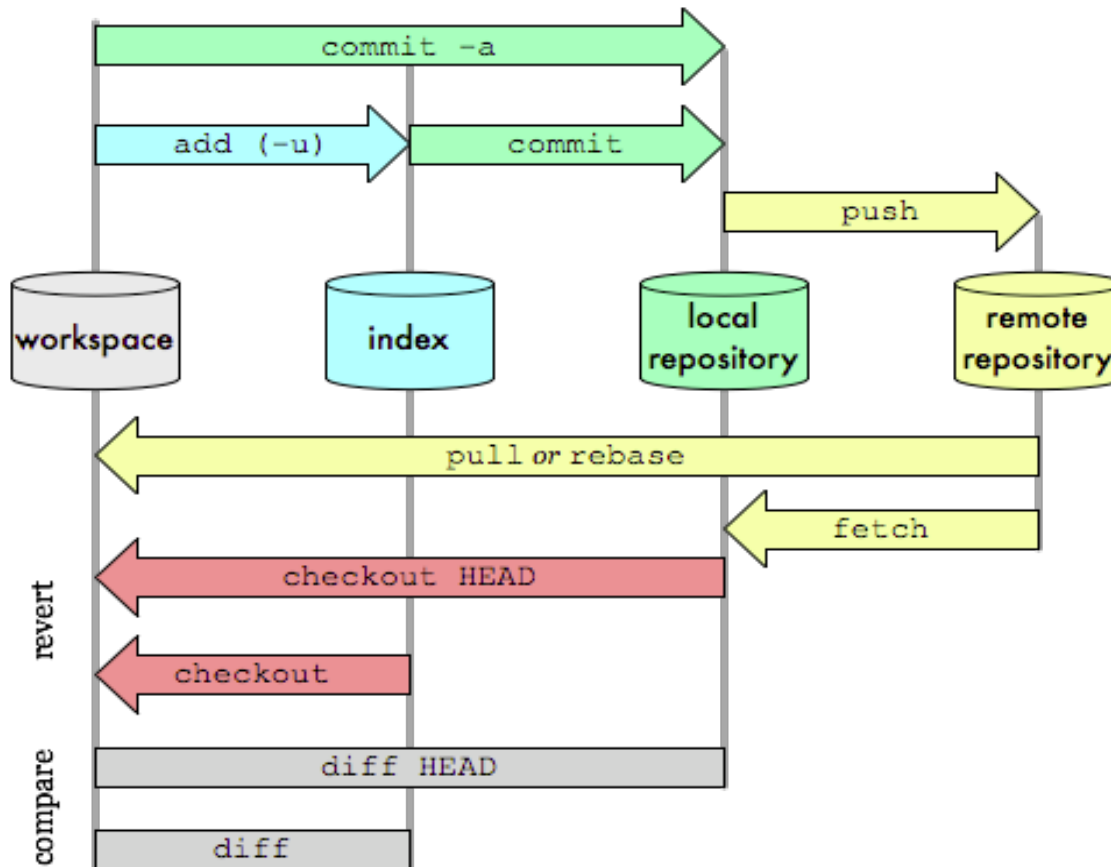 commit -a
add (-u)
commit
push
workspace
index
local
repository
remote
repository
pull or rebase
fetch
revert
checkout HEAD
checkout
compare
diff HEAD
diff